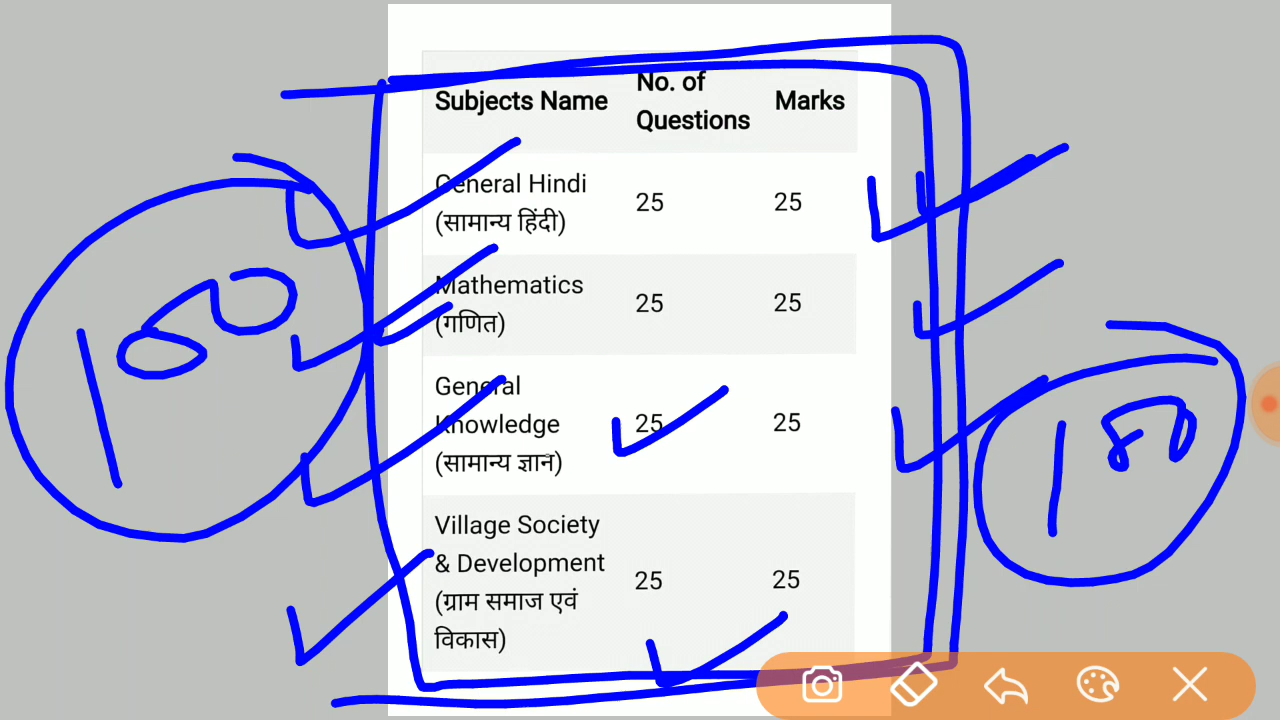 Subjects Name No. of Questions Marks
General Hindi (सामान्य हिंदी) 25 25
Mathematics (गणित) 25 25
General Knowledge (सामान्य ज्ञान) 25 25
Village Society & Development (ग्राम समाज एवं विकास) 25 25
100
100